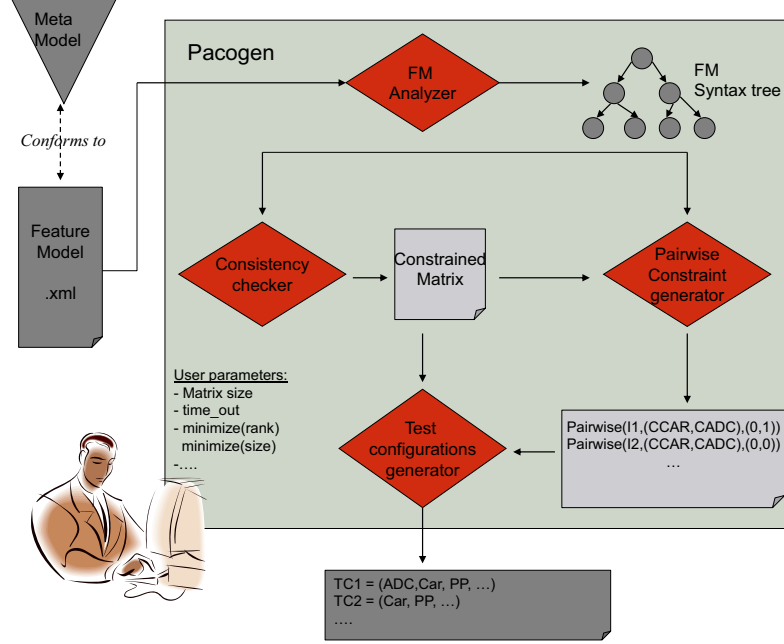 Meta
Model
Pacogen
FM
Analyzer
FM
Syntax tree
Conforms to
Feature
Model
.xml
Consistency
checker
Constrained
Matrix
Pairwise
Constraint
generator
User parameters:
- Matrix size
- time_out
- minimize(rank)
minimize(size)
-....
Test
configurations
generator
Pairwise(I1,(CCAR,CADC),(0,1))
Pairwise(I2,(CCAR,CADC),(0,0))
...
TC1 = (ADC,Car, PP, ...)
TC2 = (Car, PP, ...)
....